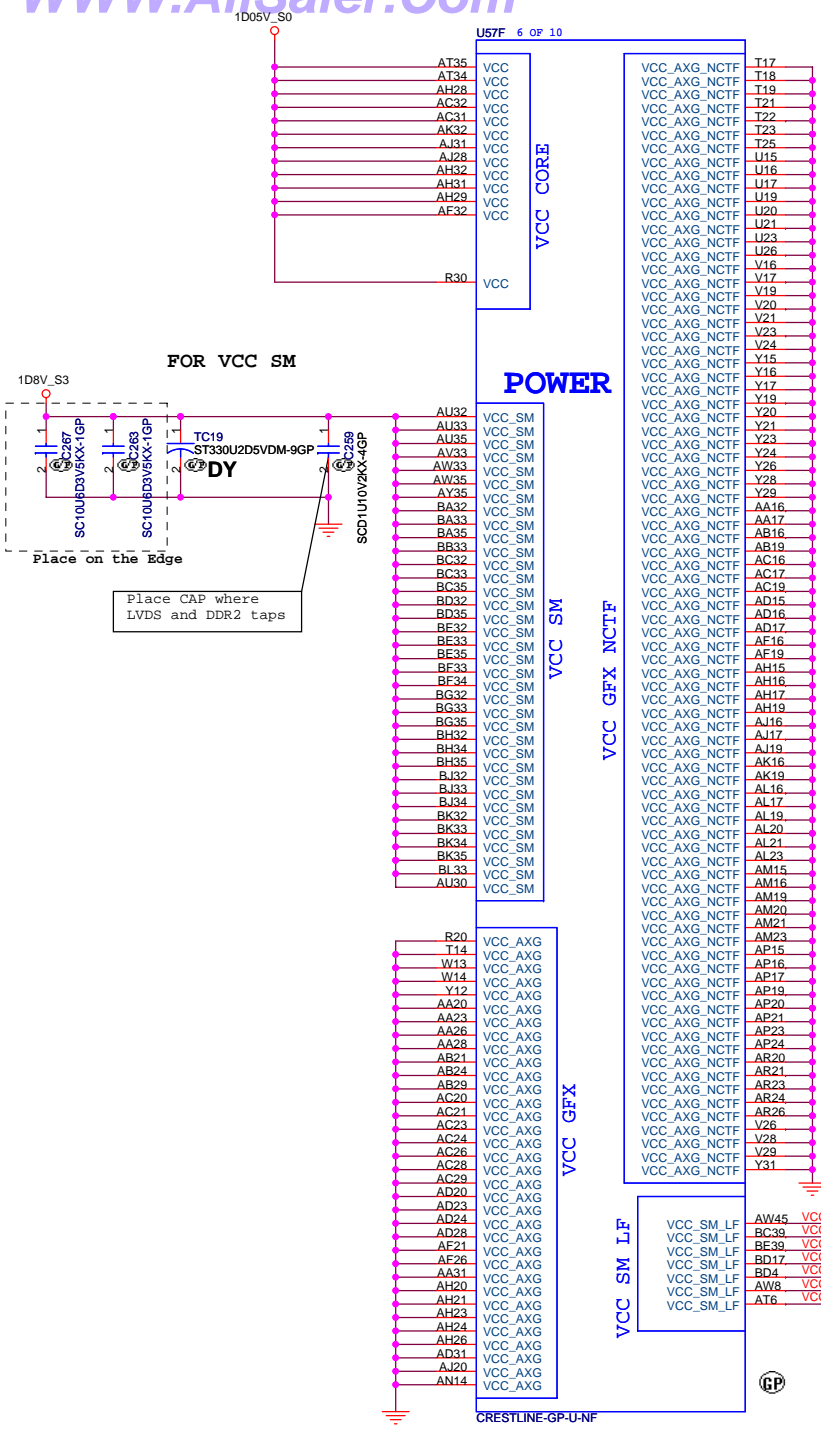 WWW.AllSaler.Com
1D05V_S0
U57F 6 OF 10
AT35 VCC
AT34 VCC
AH28 VCC
AC32 VCC
AC31 VCC
AK32 VCC
AJ31 VCC
AJ28 VCC
AH32 VCC
AH31 VCC
AH29 VCC
AF32 VCC
R30 VCC
VCC CORE
POWER
FOR VCC SM
1D8V_S3
1
2
C267
SC10U6D3V5KX-1GP
1
2
C263
SC10U6D3V5KX-1GP
1
2
TC19
ST330U2D5VDM-9GP
DY
1
2
C259
SCD1U10V2KX-4GP
Place on the Edge
Place CAP where
LVDS and DDR2 taps
AU32 VCC_SM
AU33 VCC_SM
AU35 VCC_SM
AV33 VCC_SM
AW33 VCC_SM
AW35 VCC_SM
AY35 VCC_SM
BA32 VCC_SM
BA33 VCC_SM
BA35 VCC_SM
BB33 VCC_SM
BC32 VCC_SM
BC33 VCC_SM
BC35 VCC_SM
BD32 VCC_SM
BD35 VCC_SM
BE32 VCC_SM
BE33 VCC_SM
BE35 VCC_SM
BF33 VCC_SM
BF34 VCC_SM
BG32 VCC_SM
BG33 VCC_SM
BG35 VCC_SM
BH32 VCC_SM
BH34 VCC_SM
BH35 VCC_SM
BJ32 VCC_SM
BJ33 VCC_SM
BJ34 VCC_SM
BK32 VCC_SM
BK33 VCC_SM
BK34 VCC_SM
BK35 VCC_SM
BL33 VCC_SM
AU30 VCC_SM
VCC SM
R20 VCC_AXG
T14 VCC_AXG
W13 VCC_AXG
W14 VCC_AXG
Y12 VCC_AXG
AA20 VCC_AXG
AA23 VCC_AXG
AA26 VCC_AXG
AA28 VCC_AXG
AB21 VCC_AXG
AB24 VCC_AXG
AB29 VCC_AXG
AC20 VCC_AXG
AC21 VCC_AXG
AC23 VCC_AXG
AC24 VCC_AXG
AC26 VCC_AXG
AC28 VCC_AXG
AC29 VCC_AXG
AD20 VCC_AXG
AD23 VCC_AXG
AD24 VCC_AXG
AD28 VCC_AXG
AF21 VCC_AXG
AF26 VCC_AXG
AA31 VCC_AXG
AH20 VCC_AXG
AH21 VCC_AXG
AH23 VCC_AXG
AH24 VCC_AXG
AH26 VCC_AXG
AD31 VCC_AXG
AJ20 VCC_AXG
AN14 VCC_AXG
VCC GFX
VCC_AXG_NCTF T17
VCC_AXG_NCTF T18
VCC_AXG_NCTF T19
VCC_AXG_NCTF T21
VCC_AXG_NCTF T22
VCC_AXG_NCTF T23
VCC_AXG_NCTF T25
VCC_AXG_NCTF U15
VCC_AXG_NCTF U16
VCC_AXG_NCTF U17
VCC_AXG_NCTF U19
VCC_AXG_NCTF U20
VCC_AXG_NCTF U21
VCC_AXG_NCTF U23
VCC_AXG_NCTF U26
VCC_AXG_NCTF V16
VCC_AXG_NCTF V17
VCC_AXG_NCTF V19
VCC_AXG_NCTF V20
VCC_AXG_NCTF V21
VCC_AXG_NCTF V23
VCC_AXG_NCTF V24
VCC_AXG_NCTF Y15
VCC_AXG_NCTF Y16
VCC_AXG_NCTF Y17
VCC_AXG_NCTF Y19
VCC_AXG_NCTF Y20
VCC_AXG_NCTF Y21
VCC_AXG_NCTF Y23
VCC_AXG_NCTF Y24
VCC_AXG_NCTF Y26
VCC_AXG_NCTF Y28
VCC_AXG_NCTF Y29
VCC_AXG_NCTF AA16
VCC_AXG_NCTF AA17
VCC_AXG_NCTF AB16
VCC_AXG_NCTF AB19
VCC_AXG_NCTF AC16
VCC_AXG_NCTF AC17
VCC_AXG_NCTF AC19
VCC_AXG_NCTF AD15
VCC_AXG_NCTF AD16
VCC_AXG_NCTF AD17
VCC_AXG_NCTF AF16
VCC_AXG_NCTF AF19
VCC_AXG_NCTF AH15
VCC_AXG_NCTF AH16
VCC_AXG_NCTF AH17
VCC_AXG_NCTF AH19
VCC_AXG_NCTF AJ16
VCC_AXG_NCTF AJ17
VCC_AXG_NCTF AJ19
VCC_AXG_NCTF AK16
VCC_AXG_NCTF AK19
VCC_AXG_NCTF AL16
VCC_AXG_NCTF AL17
VCC_AXG_NCTF AL19
VCC_AXG_NCTF AL20
VCC_AXG_NCTF AL21
VCC_AXG_NCTF AL23
VCC_AXG_NCTF AM15
VCC_AXG_NCTF AM16
VCC_AXG_NCTF AM19
VCC_AXG_NCTF AM20
VCC_AXG_NCTF AM21
VCC_AXG_NCTF AM23
VCC_AXG_NCTF AP15
VCC_AXG_NCTF AP16
VCC_AXG_NCTF AP17
VCC_AXG_NCTF AP19
VCC_AXG_NCTF AP20
VCC_AXG_NCTF AP21
VCC_AXG_NCTF AP23
VCC_AXG_NCTF AP24
VCC_AXG_NCTF AR20
VCC_AXG_NCTF AR21
VCC_AXG_NCTF AR23
VCC_AXG_NCTF AR24
VCC_AXG_NCTF AR26
VCC_AXG_NCTF V26
VCC_AXG_NCTF V28
VCC_AXG_NCTF V29
VCC_AXG_NCTF Y31
VCC GFX NCTF
VCC_SM_LF AW45
VCC_SM_LF BC39
VCC_SM_LF BE39
VCC_SM_LF BD17
VCC_SM_LF BD4
VCC_SM_LF AW8
VCC_SM_LF AT6
VCC SM LF
GP
CRESTLINE-GP-U-NF